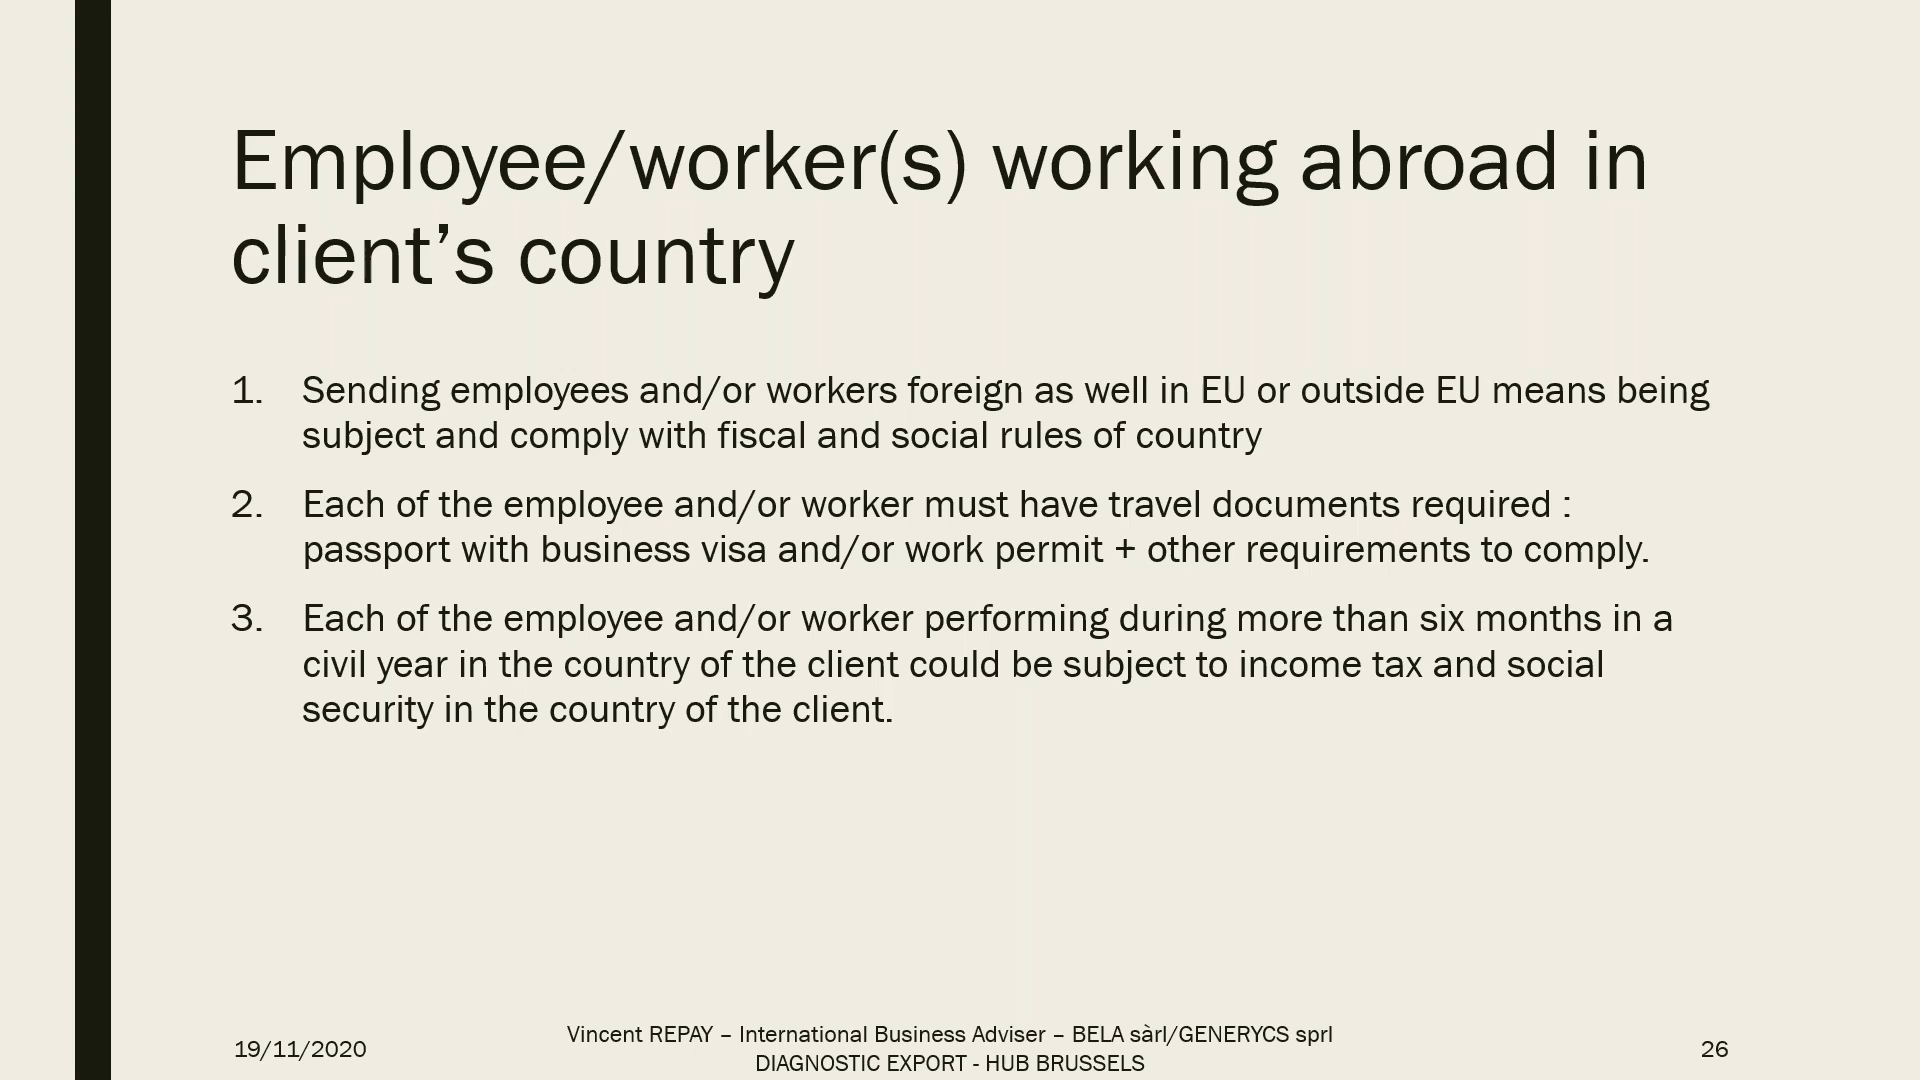 Employee/worker(s) working abroad in
client’s country
1. Sending employees and/or workers foreign as well in EU or outside EU means being
subject and comply with fiscal and social rules of country
2. Each of the employee and/or worker must have travel documents required :
passport with business visa and/or work permit + other requirements to comply.
3. Each of the employee and/or worker performing during more than six months in a
civil year in the country of the client could be subject to income tax and social
security in the country of the client.
19/11/2020
Vincent REPAY – International Business Adviser – BELA sàrl/GENERYCS sprl
DIAGNOSTIC EXPORT - HUB BRUSSELS
26